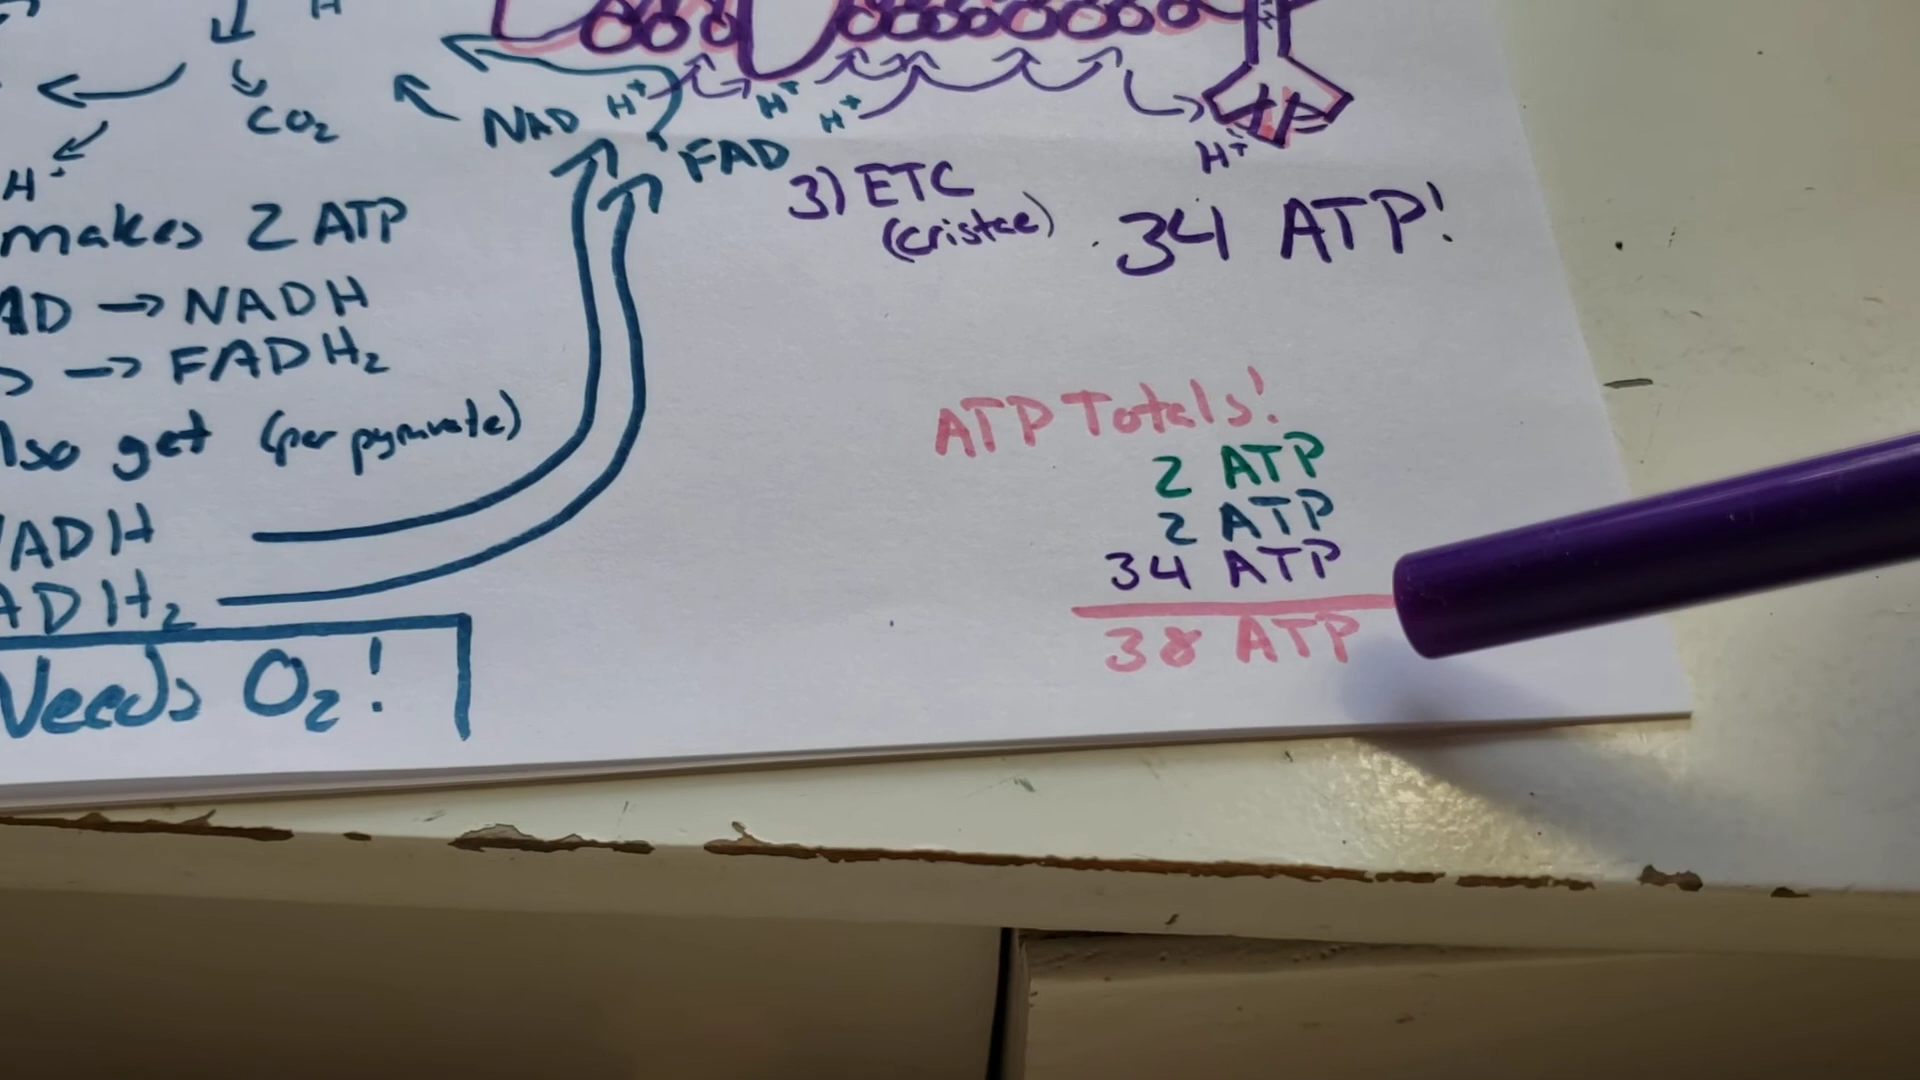 H
CO₂
H⁺
NAD
H⁺
H⁺
H⁺
FAD
H⁺
makes 2 ATP
AD → NADH
→ FADH₂
lso get (per pyruvate)
ADH
ADH₂
Needs O₂!
3) ETC
(cristae)
34 ATP!
ATP Totals!
2 ATP
2 ATP
34 ATP
38 ATP